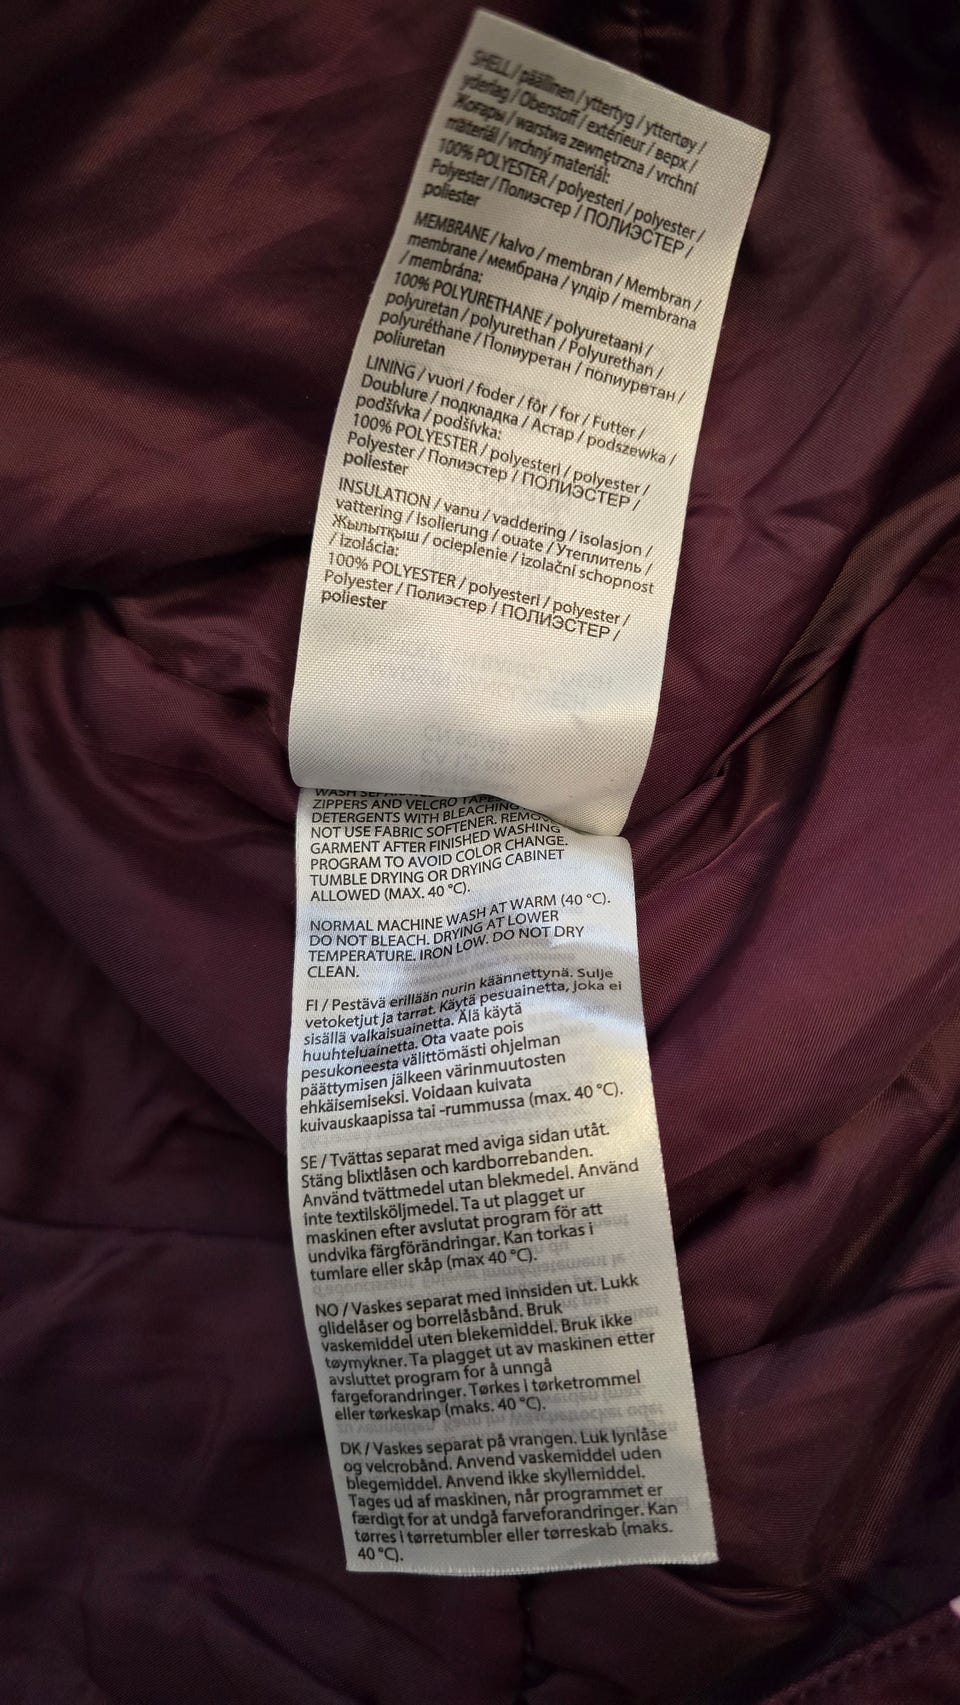 SHELL / päällinen / yttertyg / yttertøy /
yderlag / Oberstoff / extérieur / верх /
Жоғары / warstwa zewnętrzna / vrchní
materiál / vrchný materiál:
100% POLYESTER / polyesteri / polyester /
Polyester / Полиэстер / ПОЛИЭСТЕР /
poliester
MEMBRANE / kalvo / membran / Membran /
membrane / мембрана / үлдір / membrana
/ membrána:
100% POLYURETHANE / polyuretaani /
polyuretan / polyurethan / Polyurethan /
polyuréthane / Полиуретан / полиуретан /
poliuretan
LINING / vuori / foder / fôr / for / Futter /
Doublure / подкладка / Астар / podszewka /
podšívka / podšívka:
100% POLYESTER / polyesteri / polyester /
Polyester / Полиэстер / ПОЛИЭСТЕР /
poliester
INSULATION / vanu / vaddering / isolasjon /
vattering / isolierung / ouate / Утеплитель /
Жылытқыш / ocieplenie / izolační schopnost
/ izolácia:
100% POLYESTER / polyesteri / polyester /
Polyester / Полиэстер / ПОЛИЭСТЕР /
poliester
WASH
ZIPPERS AND VELCRO TAPES
DETERGENTS WITH BLEACHING
NOT USE FABRIC SOFTENER. REMOVE
GARMENT AFTER FINISHED WASHING
PROGRAM TO AVOID COLOR CHANGE.
TUMBLE DRYING OR DRYING CABINET
ALLOWED (MAX. 40 °C).
NORMAL MACHINE WASH AT WARM (40 °C).
DO NOT BLEACH. DRYING AT LOWER
TEMPERATURE. IRON LOW. DO NOT DRY
CLEAN.
FI / Pestävä erillään nurin käännettynä. Sulje
vetoketjut ja tarrat. Käytä pesuainetta, joka ei
sisällä valkaisuainetta. Älä käytä
huuhteluainetta. Ota vaate pois
pesukoneesta välittömästi ohjelman
päättymisen jälkeen värinmuutosten
ehkäisemiseksi. Voidaan kuivata
kuivauskaapissa tai -rummussa (max. 40 °C).
SE / Tvättas separat med aviga sidan utåt.
Stäng blixtlåsen och kardborrebanden.
Använd tvättmedel utan blekmedel. Använd
inte textilsköljmedel. Ta ut plagget ur
maskinen efter avslutat program för att
undvika färgförändringar. Kan torkas i
tumlare eller skåp (max 40 °C).
NO / Vaskes separat med innsiden ut. Lukk
glidelåser og borrelåsbånd. Bruk
vaskemiddel uten blekemiddel. Bruk ikke
tøymykner. Ta plagget ut av maskinen etter
avsluttet program for å unngå
fargeforandringer. Tørkes i tørketrommel
eller tørkeskap (maks. 40 °C).
DK / Vaskes separat på vrangen. Luk lynlåse
og velcrobånd. Anvend vaskemiddel uden
blegemiddel. Anvend ikke skyllemiddel.
Tages ud af maskinen, når programmet er
færdigt for at undgå farveforandringer. Kan
tørres i tørretumbler eller tørreskab (maks.
40 °C).